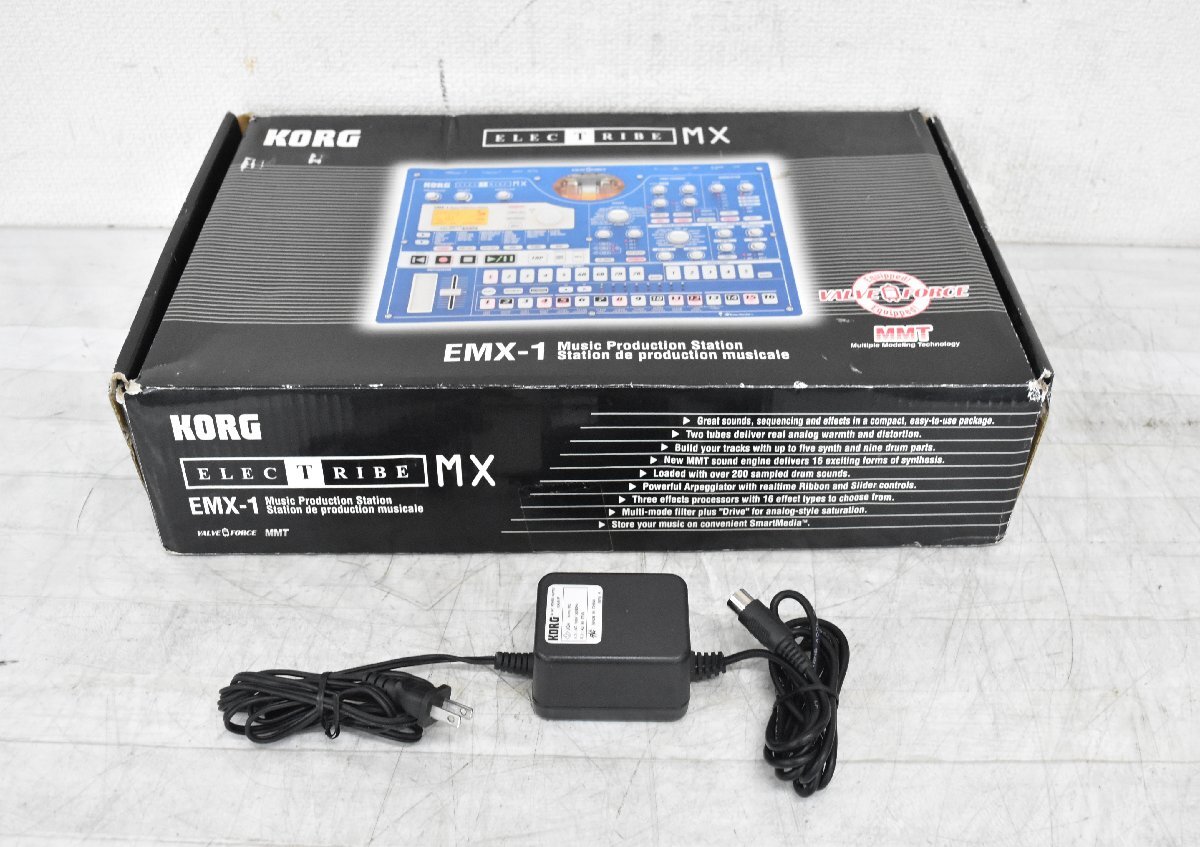 KORG
ELECTRIBE MX
KORG ELECTRIBE MX
EMX-1 Music Production Station
Station de production musicale
Equipped
VALVE FORCE
Equipped
MMT
Multiple Modeling Technology
KORG
ELECTRIBE MX
EMX-1 Music Production Station
Station de production musicale
VALVE FORCE MMT
▶ Great sounds, sequencing and effects in a compact, easy-to-use package.
▶ Two tubes deliver real analog warmth and distortion.
▶ Build your tracks with up to five synth and nine drum parts.
▶ New MMT sound engine delivers 16 exciting forms of synthesis.
▶ Loaded with over 200 sampled drum sounds.
▶ Powerful Arpeggiator with realtime Ribbon and Slider controls.
▶ Three effects processors with 16 effect types to choose from.
▶ Multi-mode filter plus "Drive" for analog-style saturation.
▶ Store your music on convenient SmartMedia™.
KORG